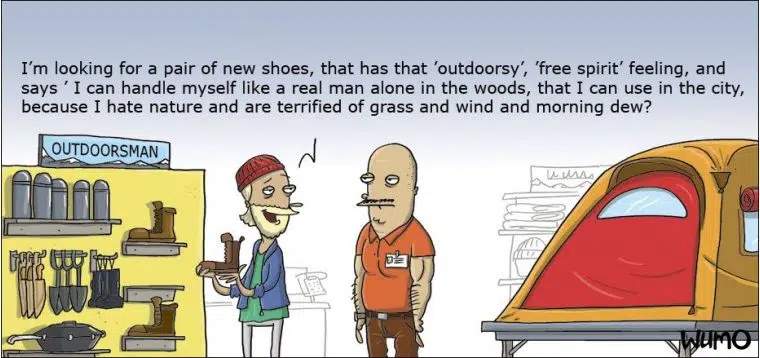 I'm looking for a pair of new shoes, that has that 'outdoorsy', 'free spirit' feeling, and
says ' I can handle myself like a real man alone in the woods, that I can use in the city,
because I hate nature and are terrified of grass and wind and morning dew?
OUTDOORSMAN
WUMO